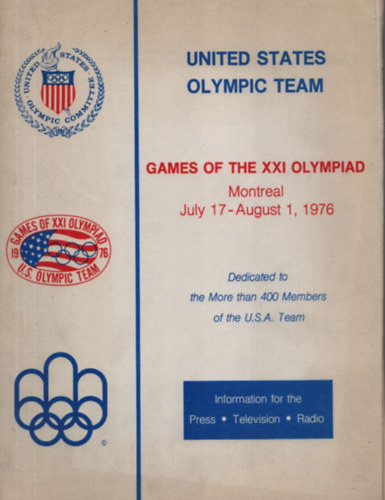 UNITED STATES
OLYMPIC TEAM
UNITED STATES · OLYMPIC COMMITTEE
GAMES OF THE XXI OLYMPIAD
Montreal
July 17-August 1, 1976
GAMES OF XXI OLYMPIAD
19 76
U.S. OLYMPIC TEAM
Dedicated to
the More than 400 Members
of the U.S.A. Team
Information for the
Press • Television • Radio
©